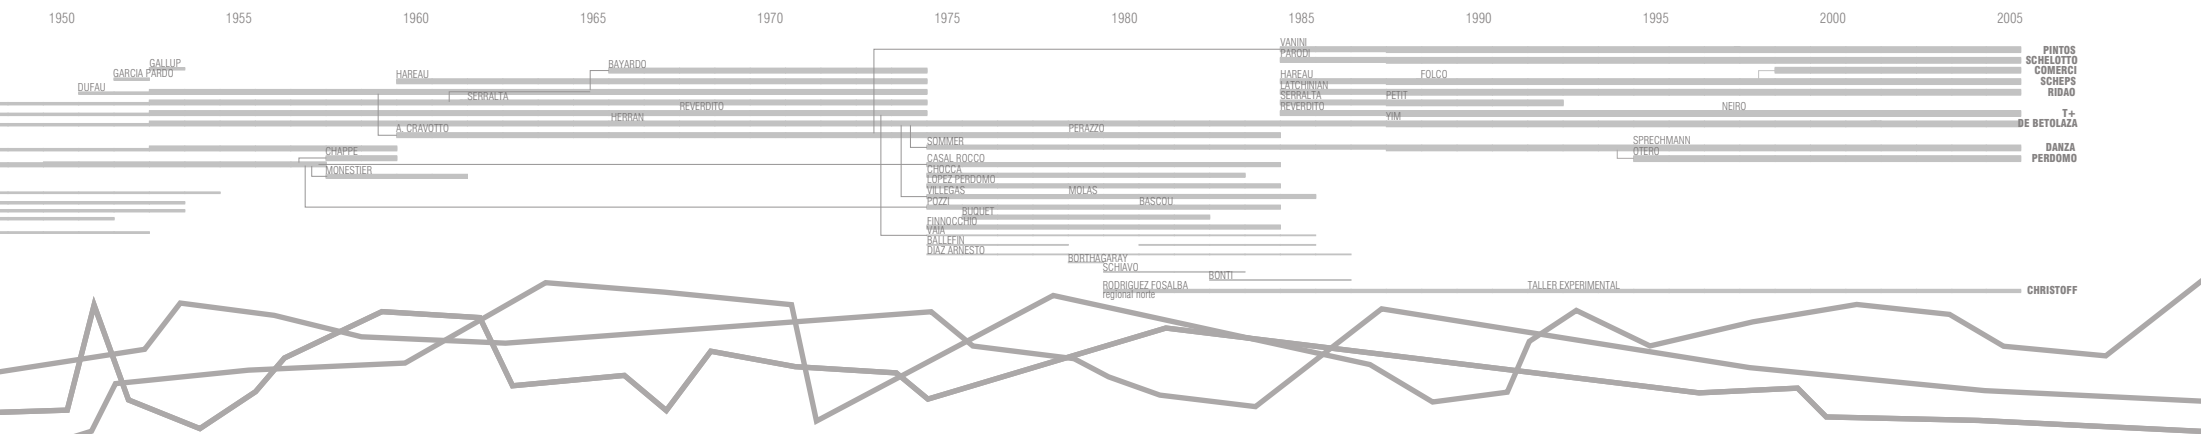 1950 1955 1960 1965 1970 1975 1980 1985 1990 1995 2000 2005
VANINI
PINTOS
PARODI
SCHELOTTO
GALLUP
BAYARDO
COMERCI
GARCIA PARDO
HAREAU
HAREAU
FOLCO
SCHEPS
DUFAU
LATCHINIAN
RIDAO
SERRALTA
SERRALTA
PETIT
REVERDITO
REVERDITO
NEIRO
T+
HERRAN
YIM
DE BETOLAZA
A. CRAVOTTO
PERAZZO
SOMMER
SPRECHMANN
DANZA
CHAPPE
OTERO
PERDOMO
CASAL ROCCO
MONESTIER
CHOCCA
LOPEZ PERDOMO
VILLEGAS
MOLAS
POZZI
BASCOU
BUQUET
FINNOCCHIO
VAIA
BALLEFIN
DIAZ ARNESTO
BORTHAGARAY
SCHIAVO
BONTI
RODRIGUEZ FOSALBA
TALLER EXPERIMENTAL
CHRISTOFF
regional norte